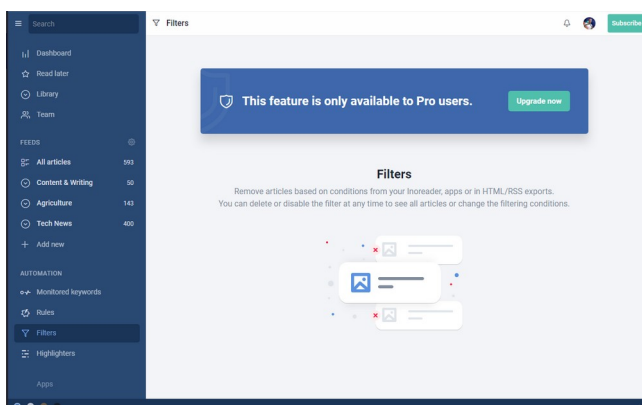 Search
Filters
Subscribe
Dashboard
Read later
Library
Team
FEEDS
All articles 593
Content & Writing 50
Agriculture 143
Tech News 400
Add new
AUTOMATION
Monitored keywords
Rules
Filters
Highlighters
Apps
This feature is only available to Pro users.
Upgrade now
Filters
Remove articles based on conditions from your Inoreader, apps or in HTML/RSS exports.
You can delete or disable the filter at any time to see all articles or change the filtering conditions.